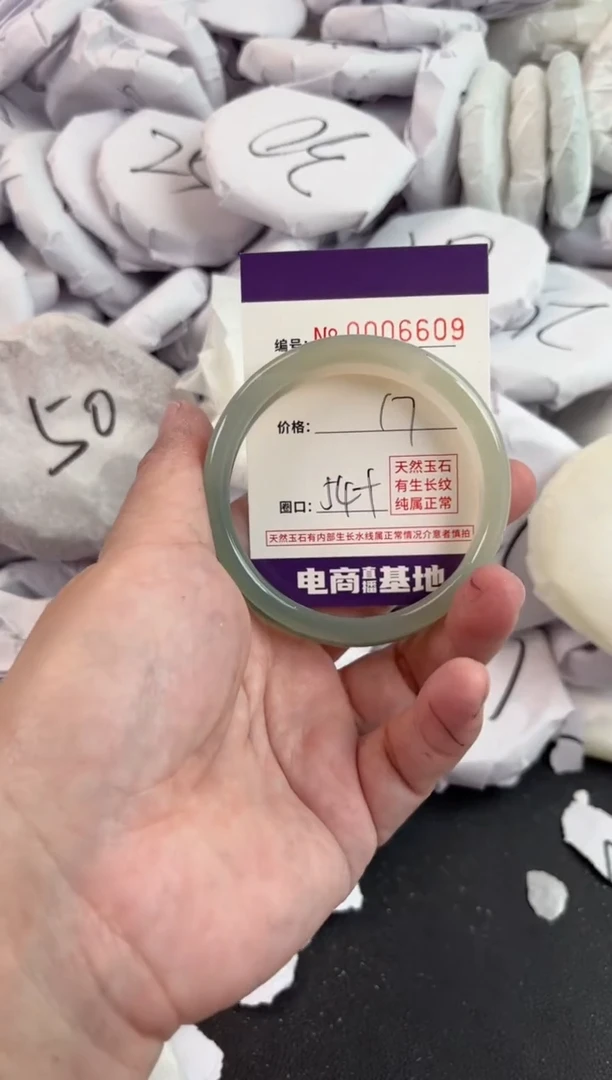 50
编号: № 0006609
价格: 17
天然玉石
有生长纹
纯属正常
圈口: 54+
天然玉石有内部生长水线属正常情况介意者慎拍
电商直播基地